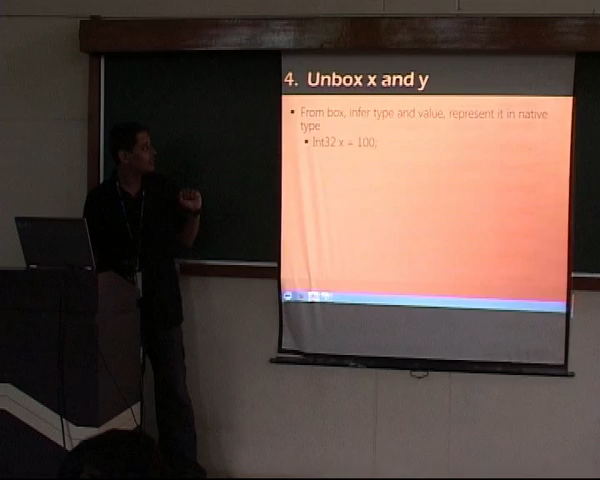 4. Unbox x and y
From box, infer type and value, represent it in native
type
Int32 x = 100;